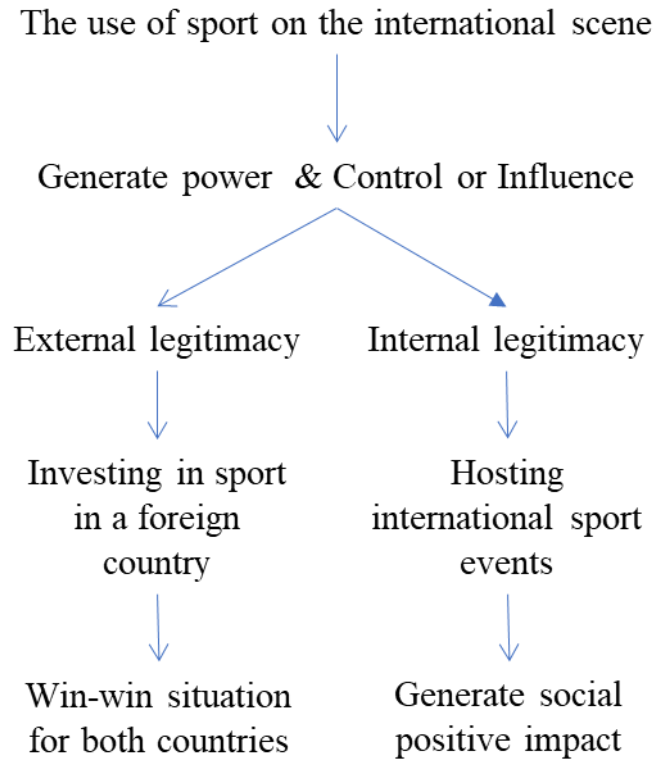 The use of sport on the international scene
Generate power & Control or Influence
External legitimacy
Internal legitimacy
Investing in sport
in a foreign
country
Hosting
international sport
events
Win-win situation
for both countries
Generate social
positive impact